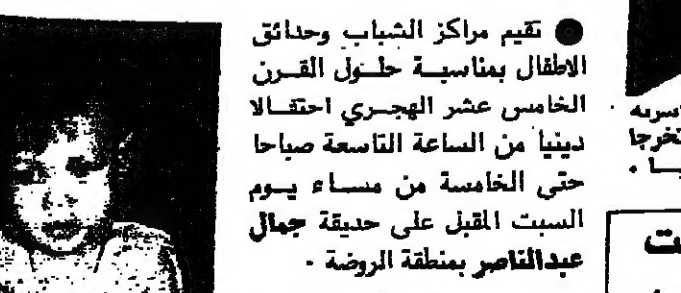 ● تقيم مراكز الشباب وحدائق
الاطفال بمناسبة حلول القرن
الخامس عشر الهجري احتفالا
دينيا من الساعة التاسعة صباحا
حتى الخامسة من مساء يوم
السبت المقبل على حديقة جمال
عبدالناصر بمنطقة الروضة .